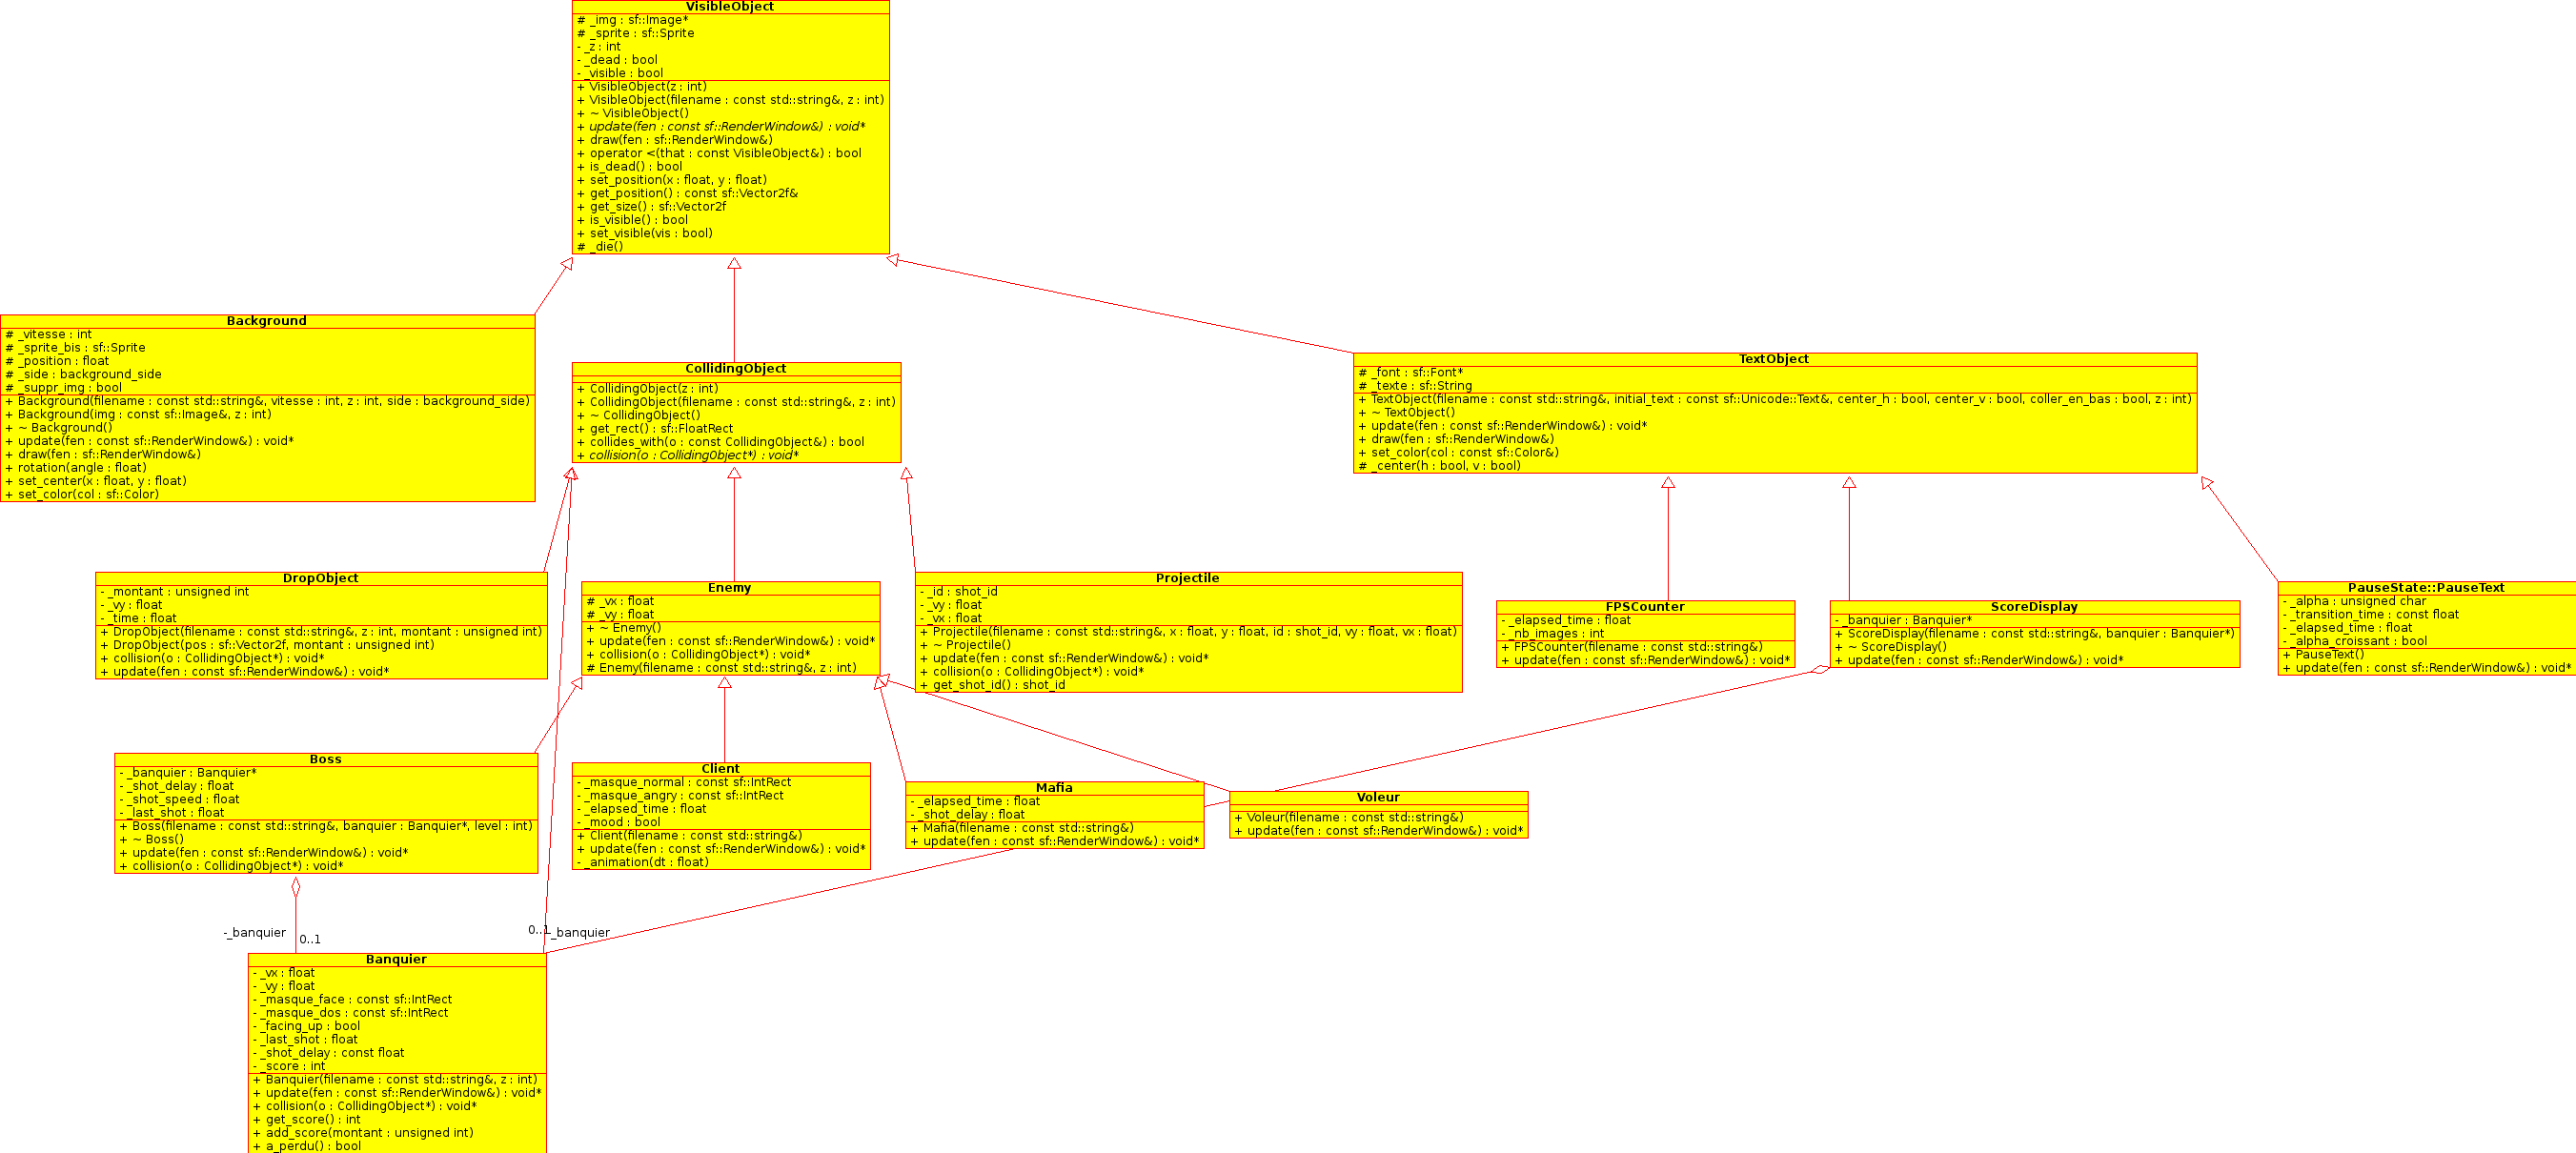 VisibleObject
# _img : sf::Image*
# _sprite : sf::Sprite
- _z : int
- _dead : bool
- _visible : bool
+ VisibleObject(z : int)
+ VisibleObject(filename : const std::string&, z : int)
+ ~ VisibleObject()
+ update(fen : const sf::RenderWindow&) : void*
+ draw(fen : sf::RenderWindow&)
+ operator <(that : const VisibleObject&) : bool
+ is_dead() : bool
+ set_position(x : float, y : float)
+ get_position() : const sf::Vector2f&
+ get_size() : sf::Vector2f
+ is_visible() : bool
+ set_visible(vis : bool)
# _die()
Background
# _vitesse : int
# _sprite_bis : sf::Sprite
# _position : float
# _side : background_side
# _suppr_img : bool
+ Background(filename : const std::string&, vitesse : int, z : int, side : background_side)
+ Background(img : const sf::Image&, z : int)
+ ~ Background()
+ update(fen : const sf::RenderWindow&) : void*
+ draw(fen : sf::RenderWindow&)
+ rotation(angle : float)
+ set_center(x : float, y : float)
+ set_color(col : sf::Color)
CollidingObject
+ CollidingObject(z : int)
+ CollidingObject(filename : const std::string&, z : int)
+ ~ CollidingObject()
+ get_rect() : sf::FloatRect
+ collides_with(o : const CollidingObject&) : bool
+ collision(o : CollidingObject*) : void*
TextObject
# _font : sf::Font*
# _texte : sf::String
+ TextObject(filename : const std::string&, initial_text : const sf::Unicode::Text&, center_h : bool, center_v : bool, coller_en_bas : bool, z : int)
+ ~ TextObject()
+ update(fen : const sf::RenderWindow&) : void*
+ draw(fen : sf::RenderWindow&)
+ set_color(col : const sf::Color&)
# _center(h : bool, v : bool)
DropObject
- _montant : unsigned int
- _vy : float
- _time : float
+ DropObject(filename : const std::string&, z : int, montant : unsigned int)
+ DropObject(pos : sf::Vector2f, montant : unsigned int)
+ collision(o : CollidingObject*) : void*
+ update(fen : const sf::RenderWindow&) : void*
Enemy
# _vx : float
# _vy : float
+ ~ Enemy()
+ update(fen : const sf::RenderWindow&) : void*
+ collision(o : CollidingObject*) : void*
# Enemy(filename : const std::string&, z : int)
Projectile
- _id : shot_id
- _vy : float
- _vx : float
+ Projectile(filename : const std::string&, x : float, y : float, id : shot_id, vy : float, vx : float)
+ ~ Projectile()
+ update(fen : const sf::RenderWindow&) : void*
+ collision(o : CollidingObject*) : void*
+ get_shot_id() : shot_id
FPSCounter
- _elapsed_time : float
- _nb_images : int
+ FPSCounter(filename : const std::string&)
+ update(fen : const sf::RenderWindow&) : void*
ScoreDisplay
- _banquier : Banquier*
+ ScoreDisplay(filename : const std::string&, banquier : Banquier*)
+ ~ ScoreDisplay()
+ update(fen : const sf::RenderWindow&) : void*
PauseState::PauseText
- _alpha : unsigned char
- _transition_time : const float
- _elapsed_time : float
- _alpha_croissant : bool
+ PauseText()
+ update(fen : const sf::RenderWindow&) : void*
Boss
- _banquier : Banquier*
- _shot_delay : float
- _shot_speed : float
- _last_shot : float
+ Boss(filename : const std::string&, banquier : Banquier*, level : int)
+ ~ Boss()
+ update(fen : const sf::RenderWindow&) : void*
+ collision(o : CollidingObject*) : void*
Client
- _masque_normal : const sf::IntRect
- _masque_angry : const sf::IntRect
- _elapsed_time : float
- _mood : bool
+ Client(filename : const std::string&)
+ update(fen : const sf::RenderWindow&) : void*
- _animation(dt : float)
Mafia
- _elapsed_time : float
- _shot_delay : float
+ Mafia(filename : const std::string&)
+ update(fen : const sf::RenderWindow&) : void*
Voleur
+ Voleur(filename : const std::string&)
+ update(fen : const sf::RenderWindow&) : void*
-_banquier
0..1
0..1
-_banquier
Banquier
- _vx : float
- _vy : float
- _masque_face : const sf::IntRect
- _masque_dos : const sf::IntRect
- _facing_up : bool
- _last_shot : float
- _shot_delay : const float
- _score : int
+ Banquier(filename : const std::string&, z : int)
+ update(fen : const sf::RenderWindow&) : void*
+ collision(o : CollidingObject*) : void*
+ get_score() : int
+ add_score(montant : unsigned int)
+ a_perdu() : bool